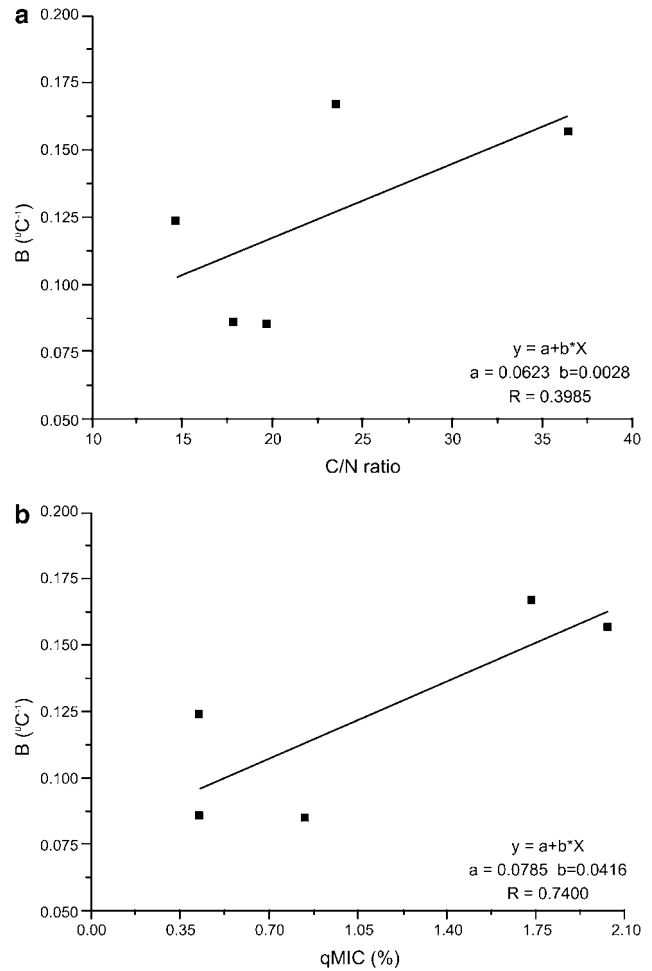 a
0.200
0.175
0.150
0.125
0.100
0.075
0.050
B (ºC⁻¹)
y = a+b*X
a = 0.0623 b=0.0028
R = 0.3985
10 15 20 25 30 35 40
C/N ratio
b
0.200
0.175
0.150
0.125
0.100
0.075
0.050
B (ºC⁻¹)
y = a+b*X
a = 0.0785 b=0.0416
R = 0.7400
0.00 0.35 0.70 1.05 1.40 1.75 2.10
qMIC (%)